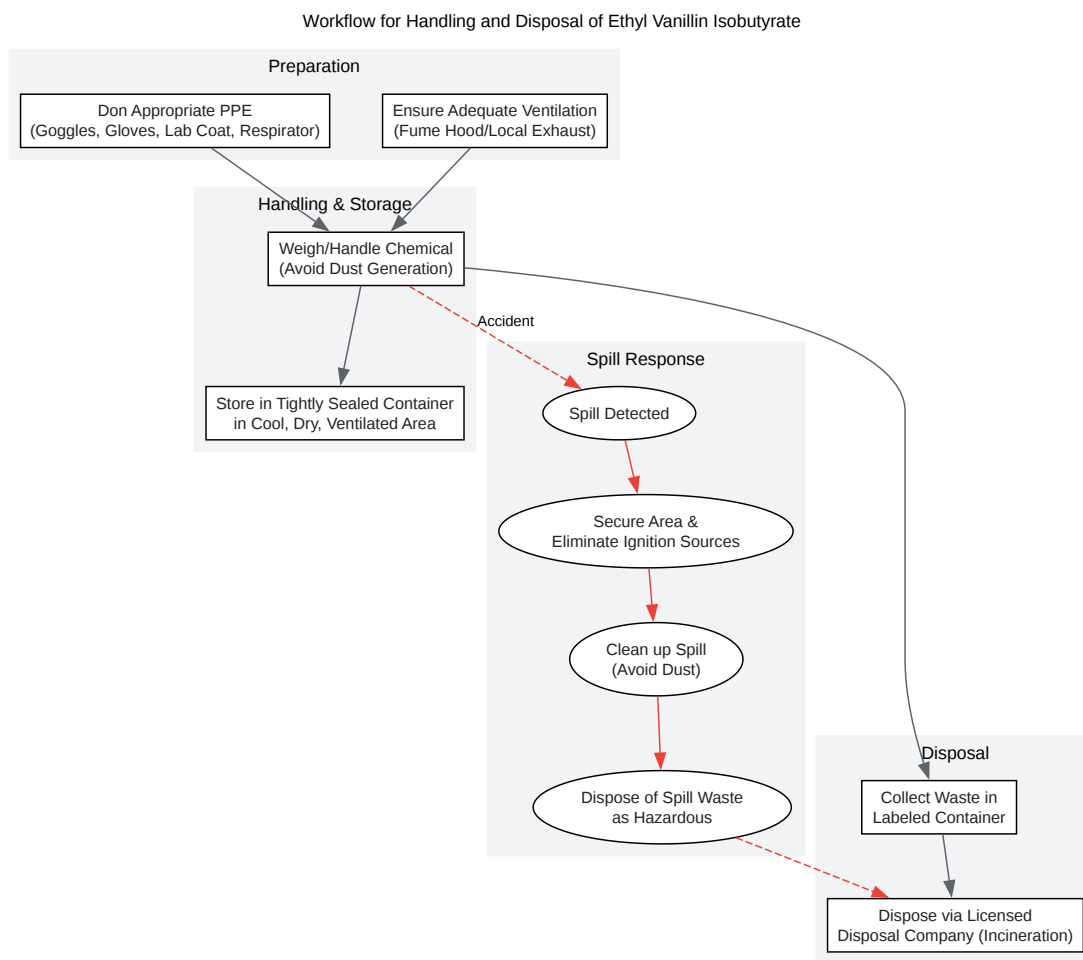 Workflow for Handling and Disposal of Ethyl Vanillin Isobutyrate
Preparation
Don Appropriate PPE
(Goggles, Gloves, Lab Coat, Respirator)
Ensure Adequate Ventilation
(Fume Hood/Local Exhaust)
Handling & Storage
Weigh/Handle Chemical
(Avoid Dust Generation)
Accident
Store in Tightly Sealed Container
in Cool, Dry, Ventilated Area
Spill Response
Spill Detected
Secure Area &
Eliminate Ignition Sources
Clean up Spill
(Avoid Dust)
Dispose of Spill Waste
as Hazardous
Disposal
Collect Waste in
Labeled Container
Dispose via Licensed
Disposal Company (Incineration)